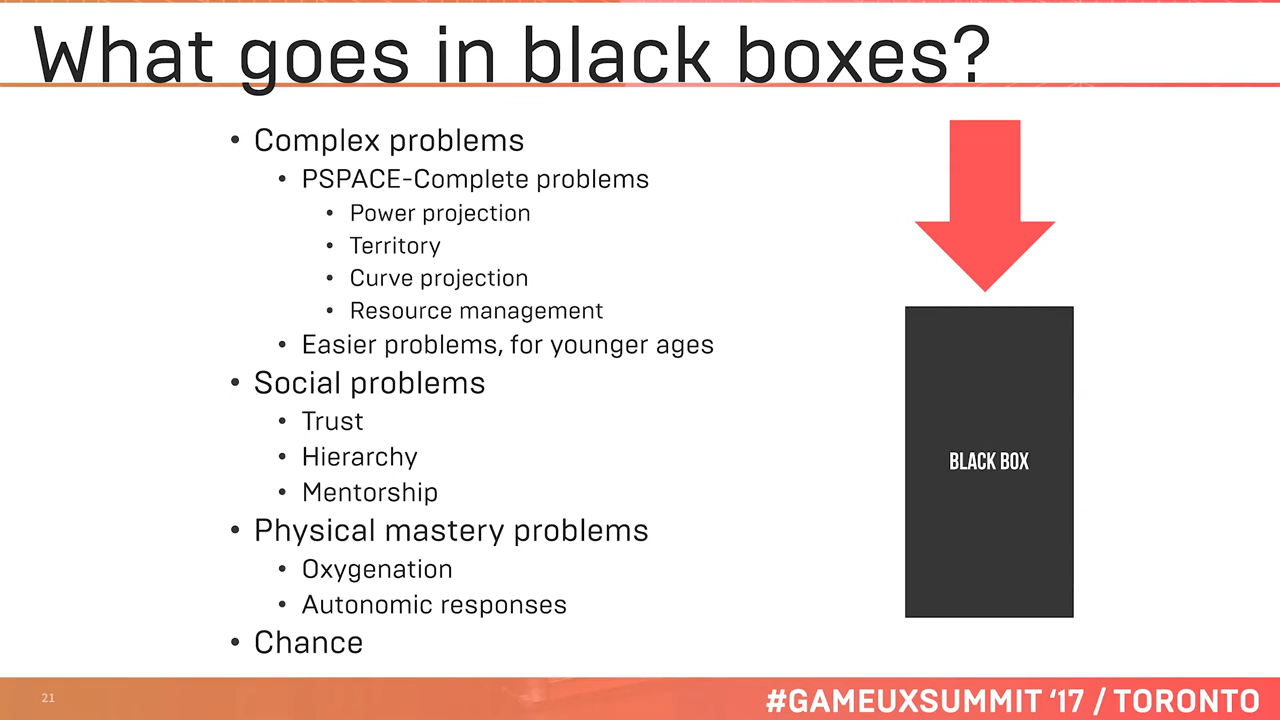 What goes in black boxes?
• Complex problems
• PSPACE-Complete problems
• Power projection
• Territory
• Curve projection
• Resource management
• Easier problems, for younger ages
• Social problems
• Trust
• Hierarchy
• Mentorship
• Physical mastery problems
• Oxygenation
• Autonomic responses
• Chance
BLACK BOX
21
#GAMEUXSUMMIT ‘17 / TORONTO